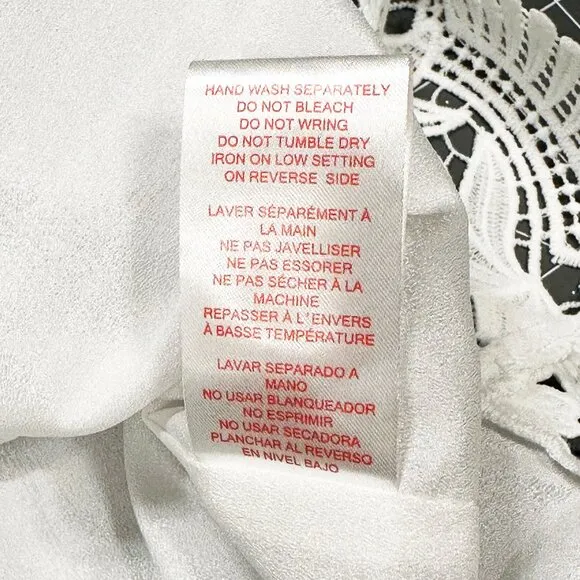 HAND WASH SEPARATELY
DO NOT BLEACH
DO NOT WRING
DO NOT TUMBLE DRY
IRON ON LOW SETTING
ON REVERSE SIDE
LAVER SÉPARÉMENT À
LA MAIN
NE PAS JAVELLISER
NE PAS ESSORER
NE PAS SÉCHER À LA
MACHINE
REPASSER À L'ENVERS
À BASSE TEMPÉRATURE
LAVAR SEPARADO A
MANO
NO USAR BLANQUEADOR
NO ESPRIMIR
NO USAR SECADORA
PLANCHAR AL REVERSO
EN NIVEL BAJO